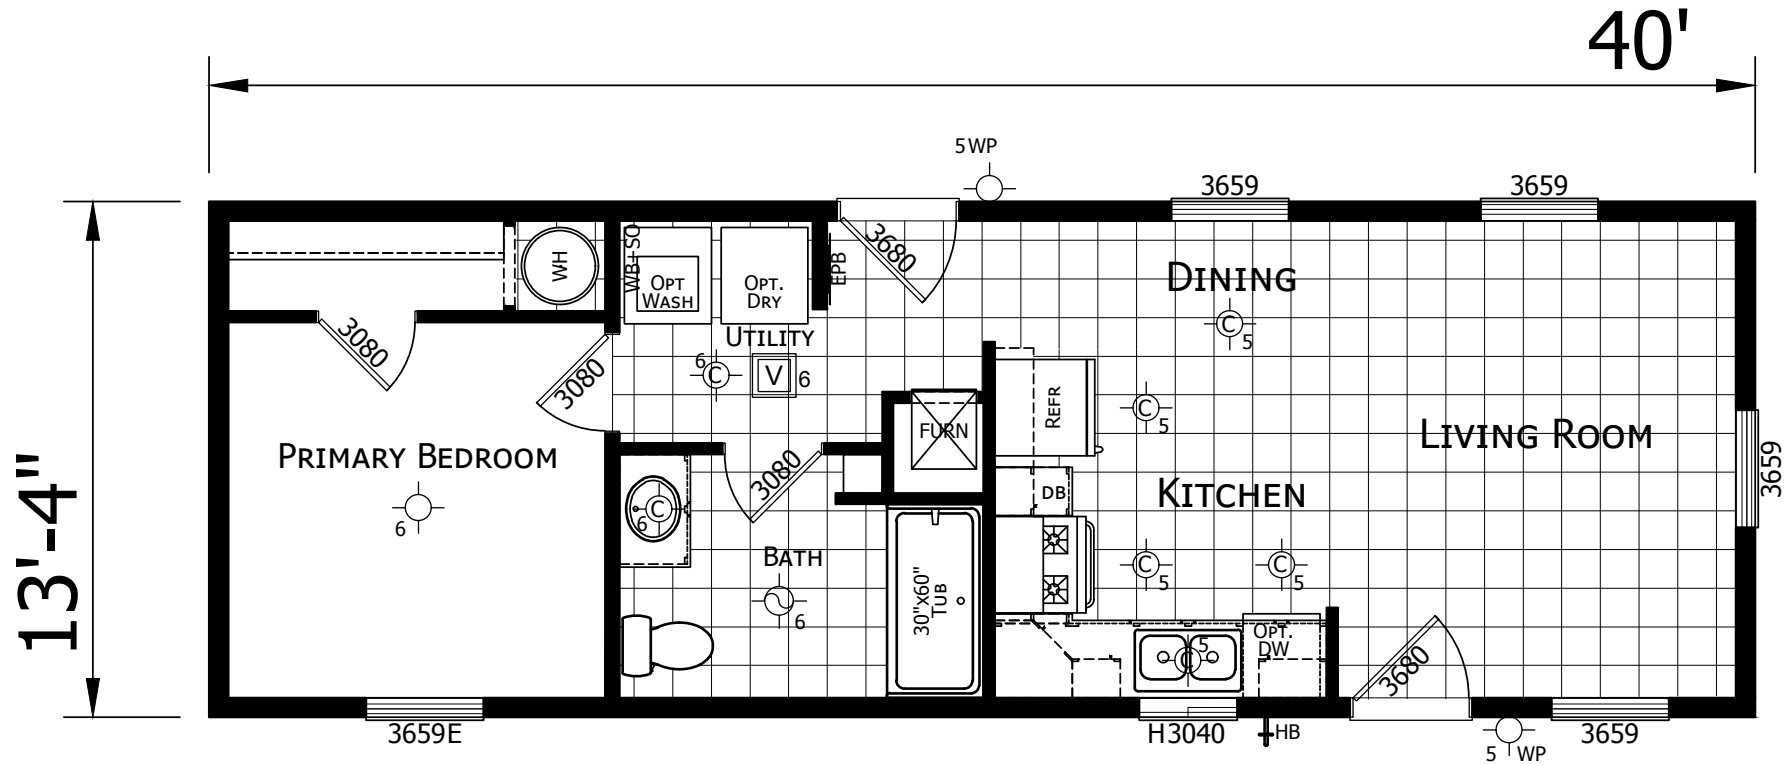 40'
5 WP
3659
3659
13'-4"
WH
WB+SO
OPT
WASH
OPT.
DRY
EPB
3680
DINING
C
5
3080
3080
UTILITY
6
C
V
6
REFR
C
5
FURN
LIVING ROOM
3659
PRIMARY BEDROOM
6
3080
C
6
DB
KITCHEN
BATH
6
C
5
C
5
30"x60"
TUB
C
5
OPT.
DW
3680
3659E
H3040
HB
5 WP
3659